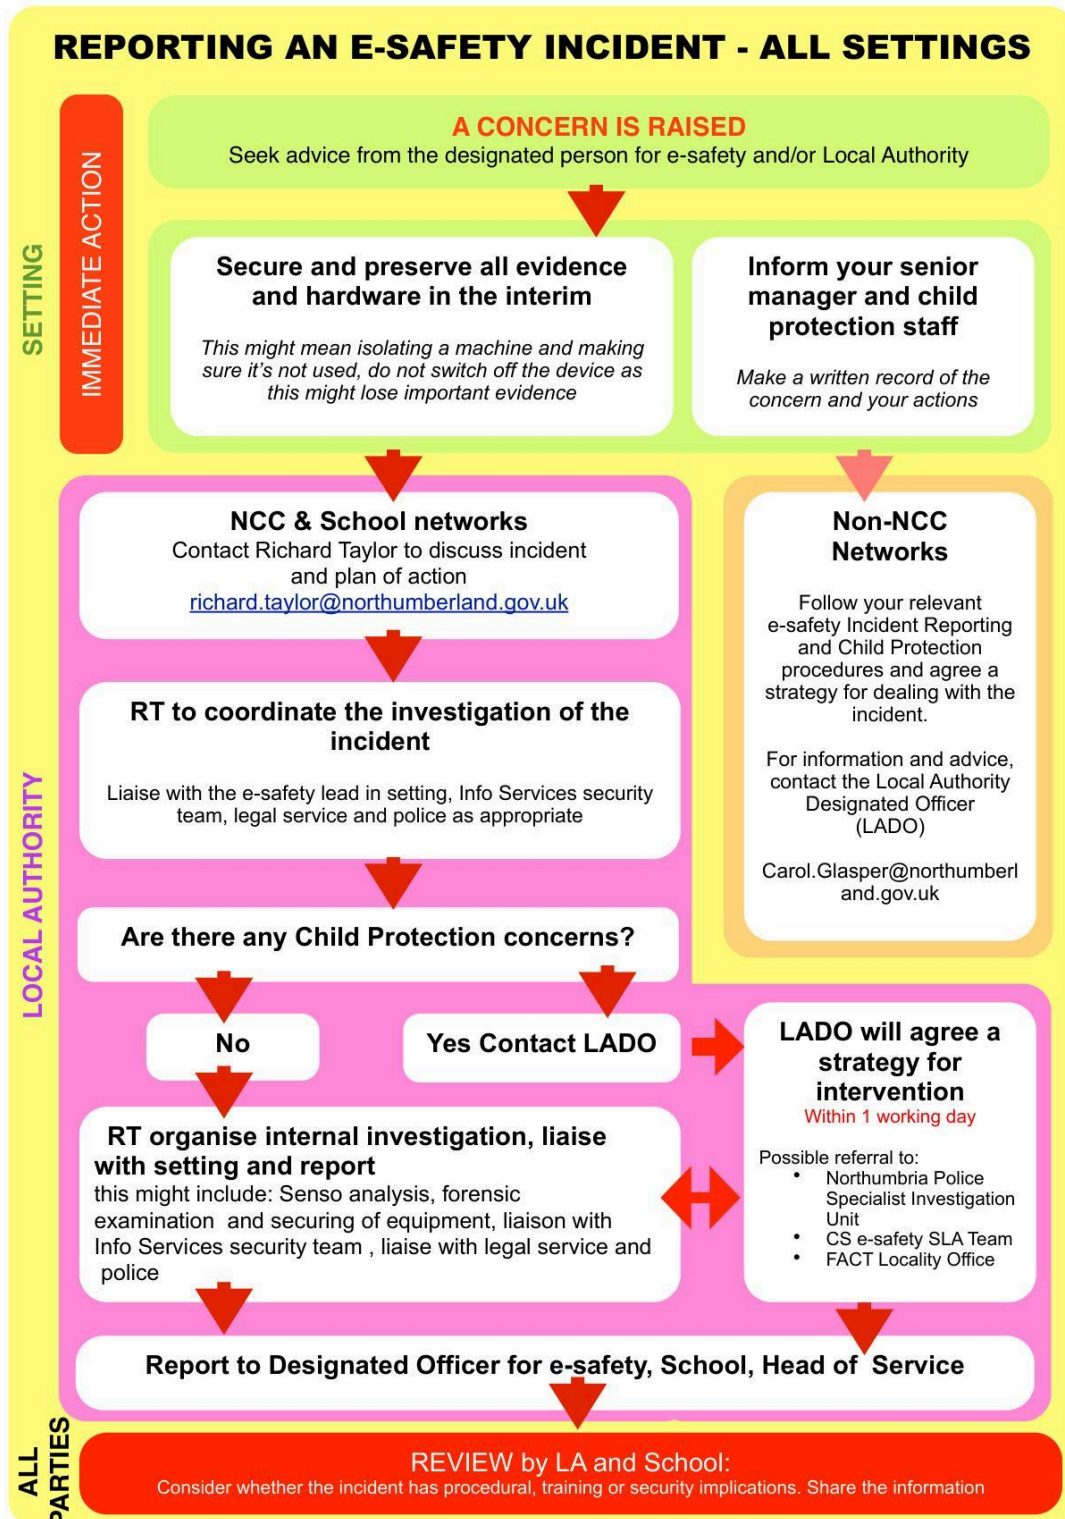 REPORTING AN E-SAFETY INCIDENT - ALL SETTINGS
SETTING
IMMEDIATE ACTION
A CONCERN IS RAISED
Seek advice from the designated person for e-safety and/or Local Authority
Secure and preserve all evidence
and hardware in the interim
This might mean isolating a machine and making
sure it's not used, do not switch off the device as
this might lose important evidence
Inform your senior
manager and child
protection staff
Make a written record of the
concern and your actions
LOCAL AUTHORITY
NCC & School networks
Contact Richard Taylor to discuss incident
and plan of action
richard.taylor@northumberland.gov.uk
Non-NCC
Networks
Follow your relevant
e-safety Incident Reporting
and Child Protection
procedures and agree a
strategy for dealing with the
incident.
For information and advice,
contact the Local Authority
Designated Officer
(LADO)
Carol.Glasper@northumberl
and.gov.uk
RT to coordinate the investigation of the
incident
Liaise with the e-safety lead in setting, Info Services security
team, legal service and police as appropriate
Are there any Child Protection concerns?
No
Yes Contact LADO
LADO will agree a
strategy for
intervention
Within 1 working day
Possible referral to:
• Northumbria Police
Specialist Investigation
Unit
• CS e-safety SLA Team
• FACT Locality Office
RT organise internal investigation, liaise
with setting and report
this might include: Senso analysis, forensic
examination and securing of equipment, liaison with
Info Services security team , liaise with legal service and
police
Report to Designated Officer for e-safety, School, Head of Service
ALL
PARTIES
REVIEW by LA and School:
Consider whether the incident has procedural, training or security implications. Share the information